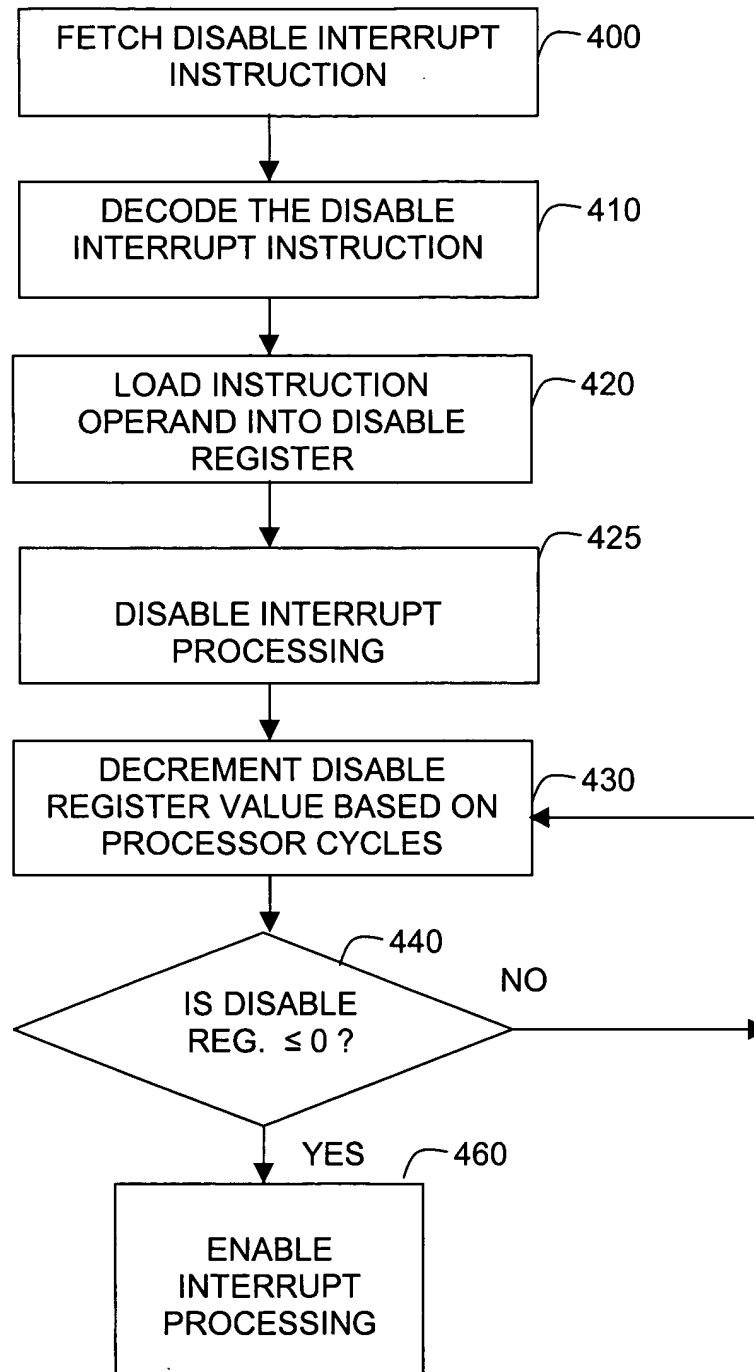 FETCH DISABLE INTERRUPT
INSTRUCTION
400
DECODE THE DISABLE
INTERRUPT INSTRUCTION
410
LOAD INSTRUCTION
OPERAND INTO DISABLE
REGISTER
420
425
DISABLE INTERRUPT
PROCESSING
DECREMENT DISABLE
REGISTER VALUE BASED ON
PROCESSOR CYCLES
430
440
IS DISABLE
REG. ≤ 0 ?
NO
YES
460
ENABLE
INTERRUPT
PROCESSING